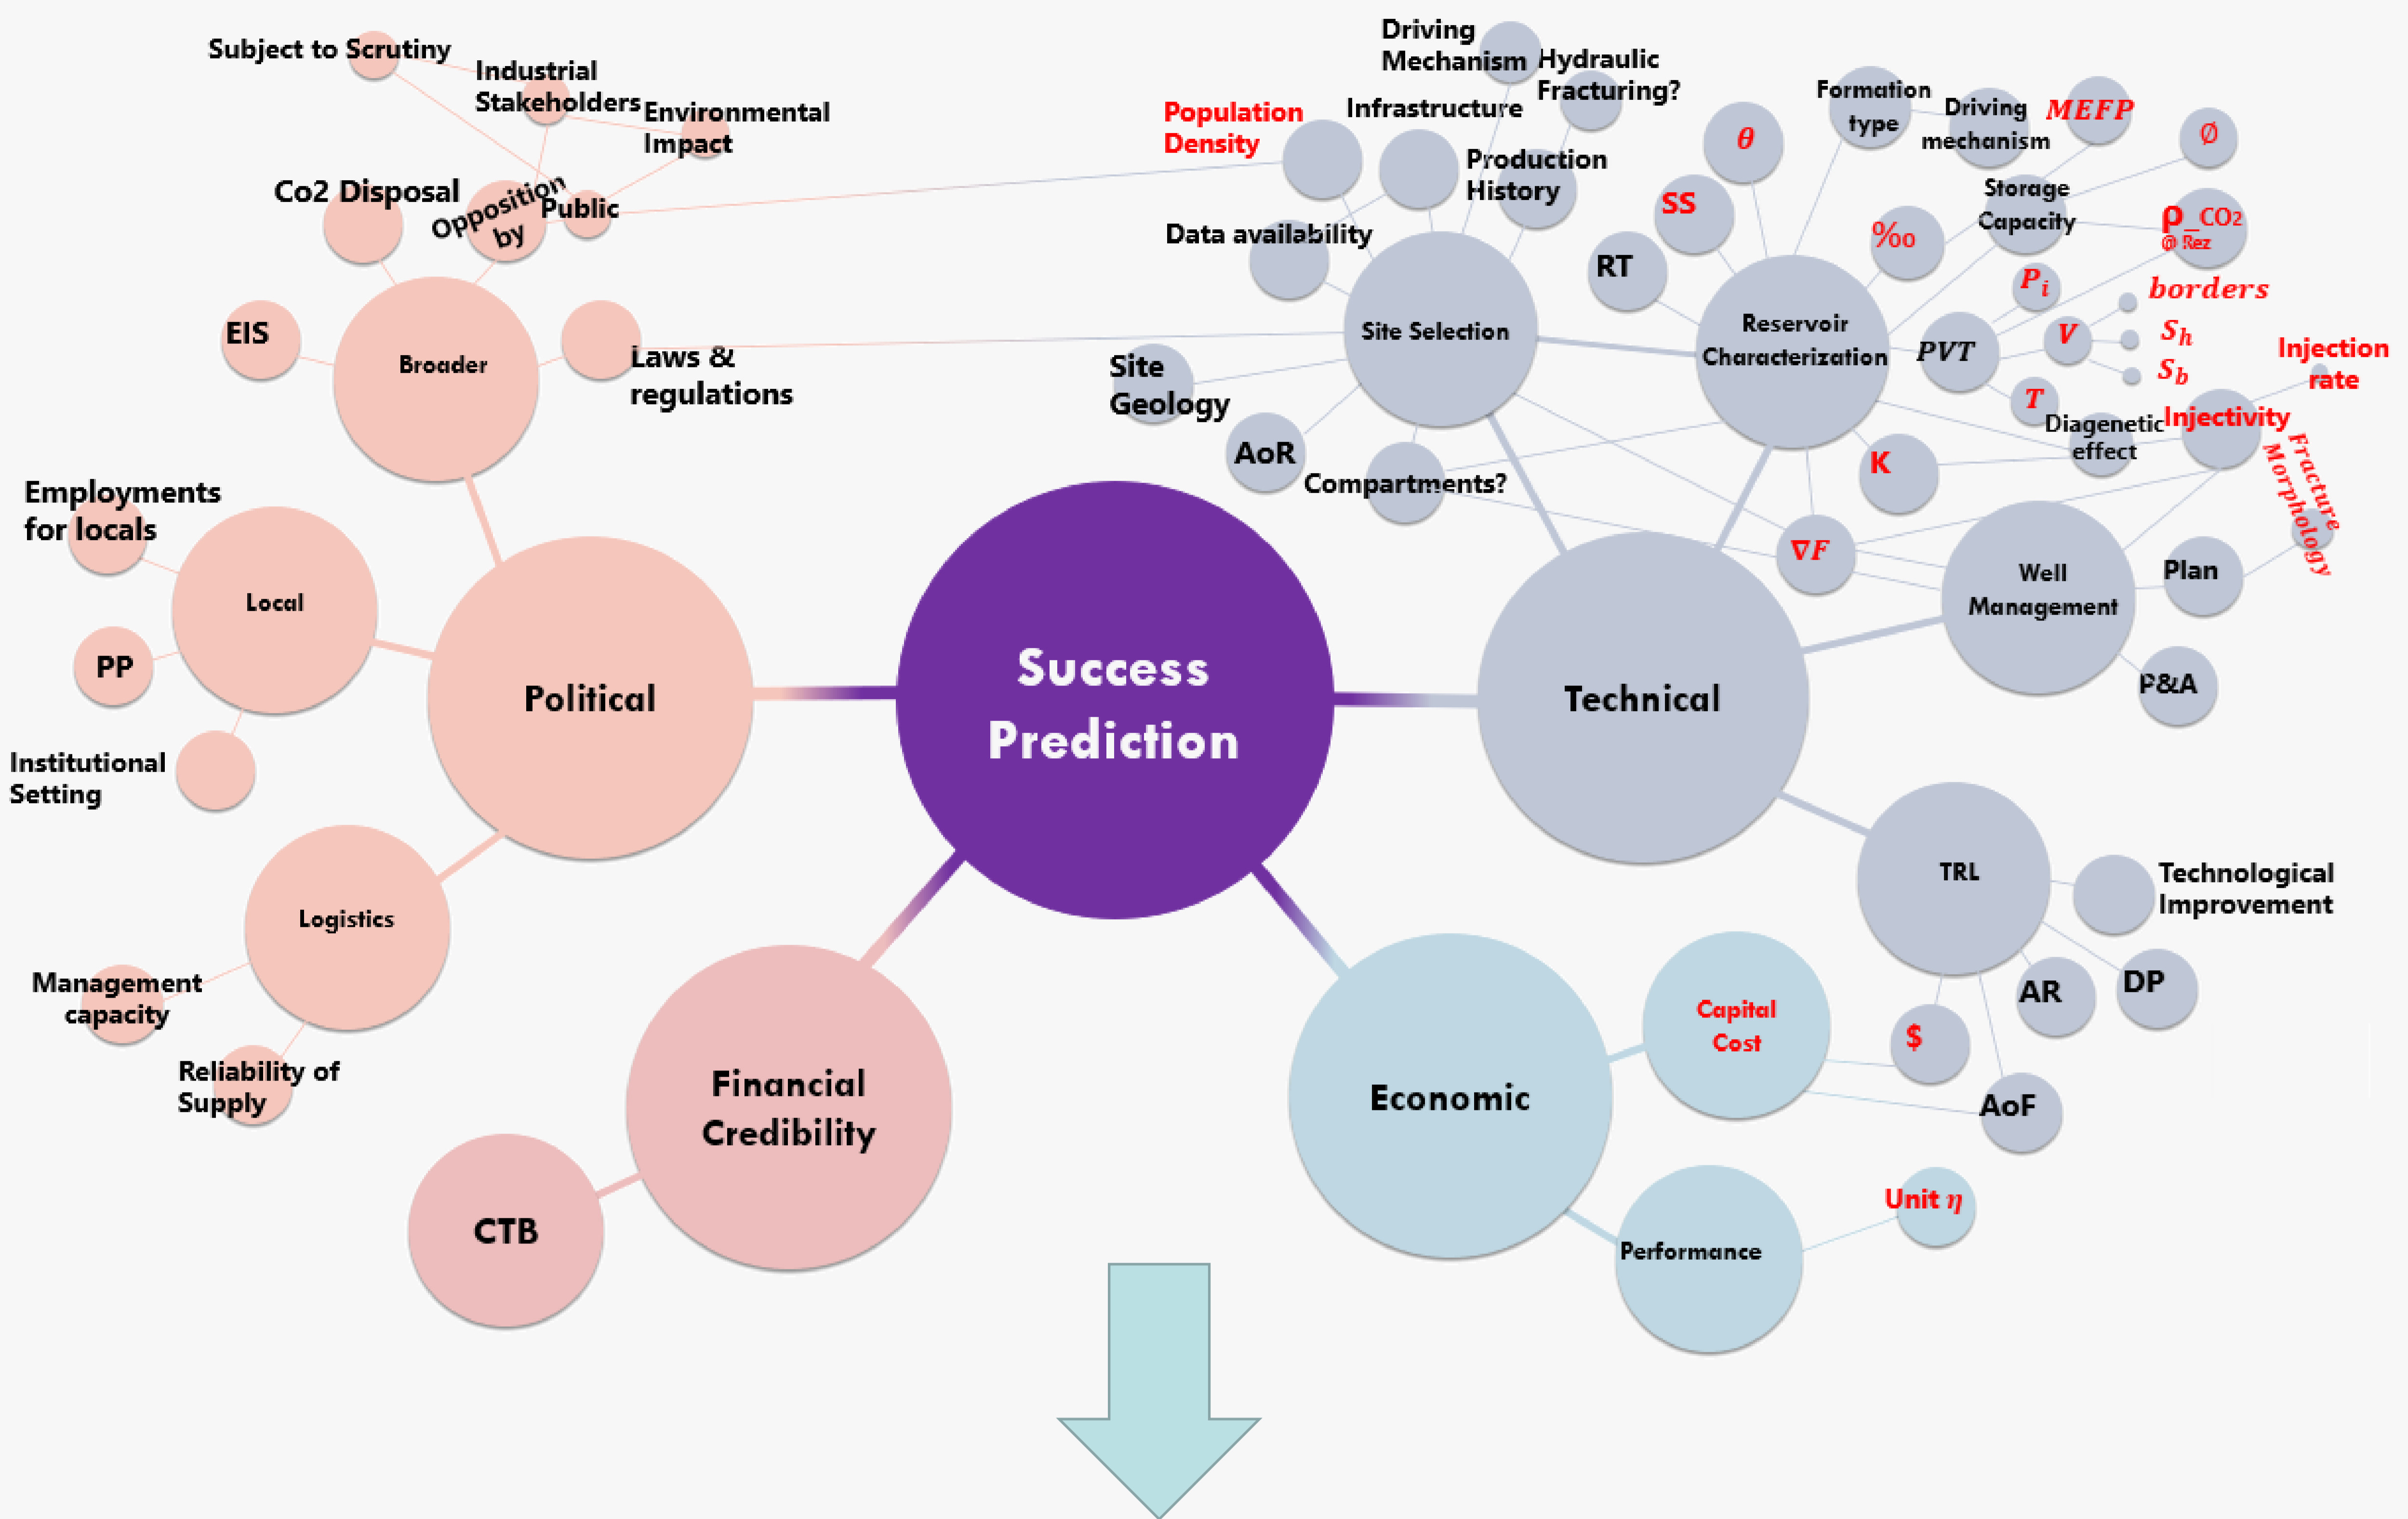 Subject to Scrutiny
Industrial
Stakeholders
Environmental
Impact
Co2 Disposal
Opposition
by
Public
EIS
Broader
Laws &
regulations
Employments
for locals
Local
PP
Institutional
Setting
Political
Logistics
Management
capacity
Reliability of
Supply
Success
Prediction
Financial
Credibility
CTB
Driving
Mechanism
Hydraulic
Fracturing?
Population
Density
Infrastructure
Production
History
Data availability
Site Selection
Site
Geology
AoR
Compartments?
Formation
type
Driving
mechanism
MEFP
∅
θ
SS
RT
‰
Storage
Capacity
ρ_CO2
@ Rez
Reservoir
Characterization
Pi
PVT
V
borders
Sh
Sb
T
Injection
rate
Diagenetic
effect
Injectivity
K
∇F
Fracture
Morphology
Well
Management
Plan
P&A
Technical
TRL
Technological
Improvement
AR
DP
$
AoF
Capital
Cost
Economic
Performance
Unit η